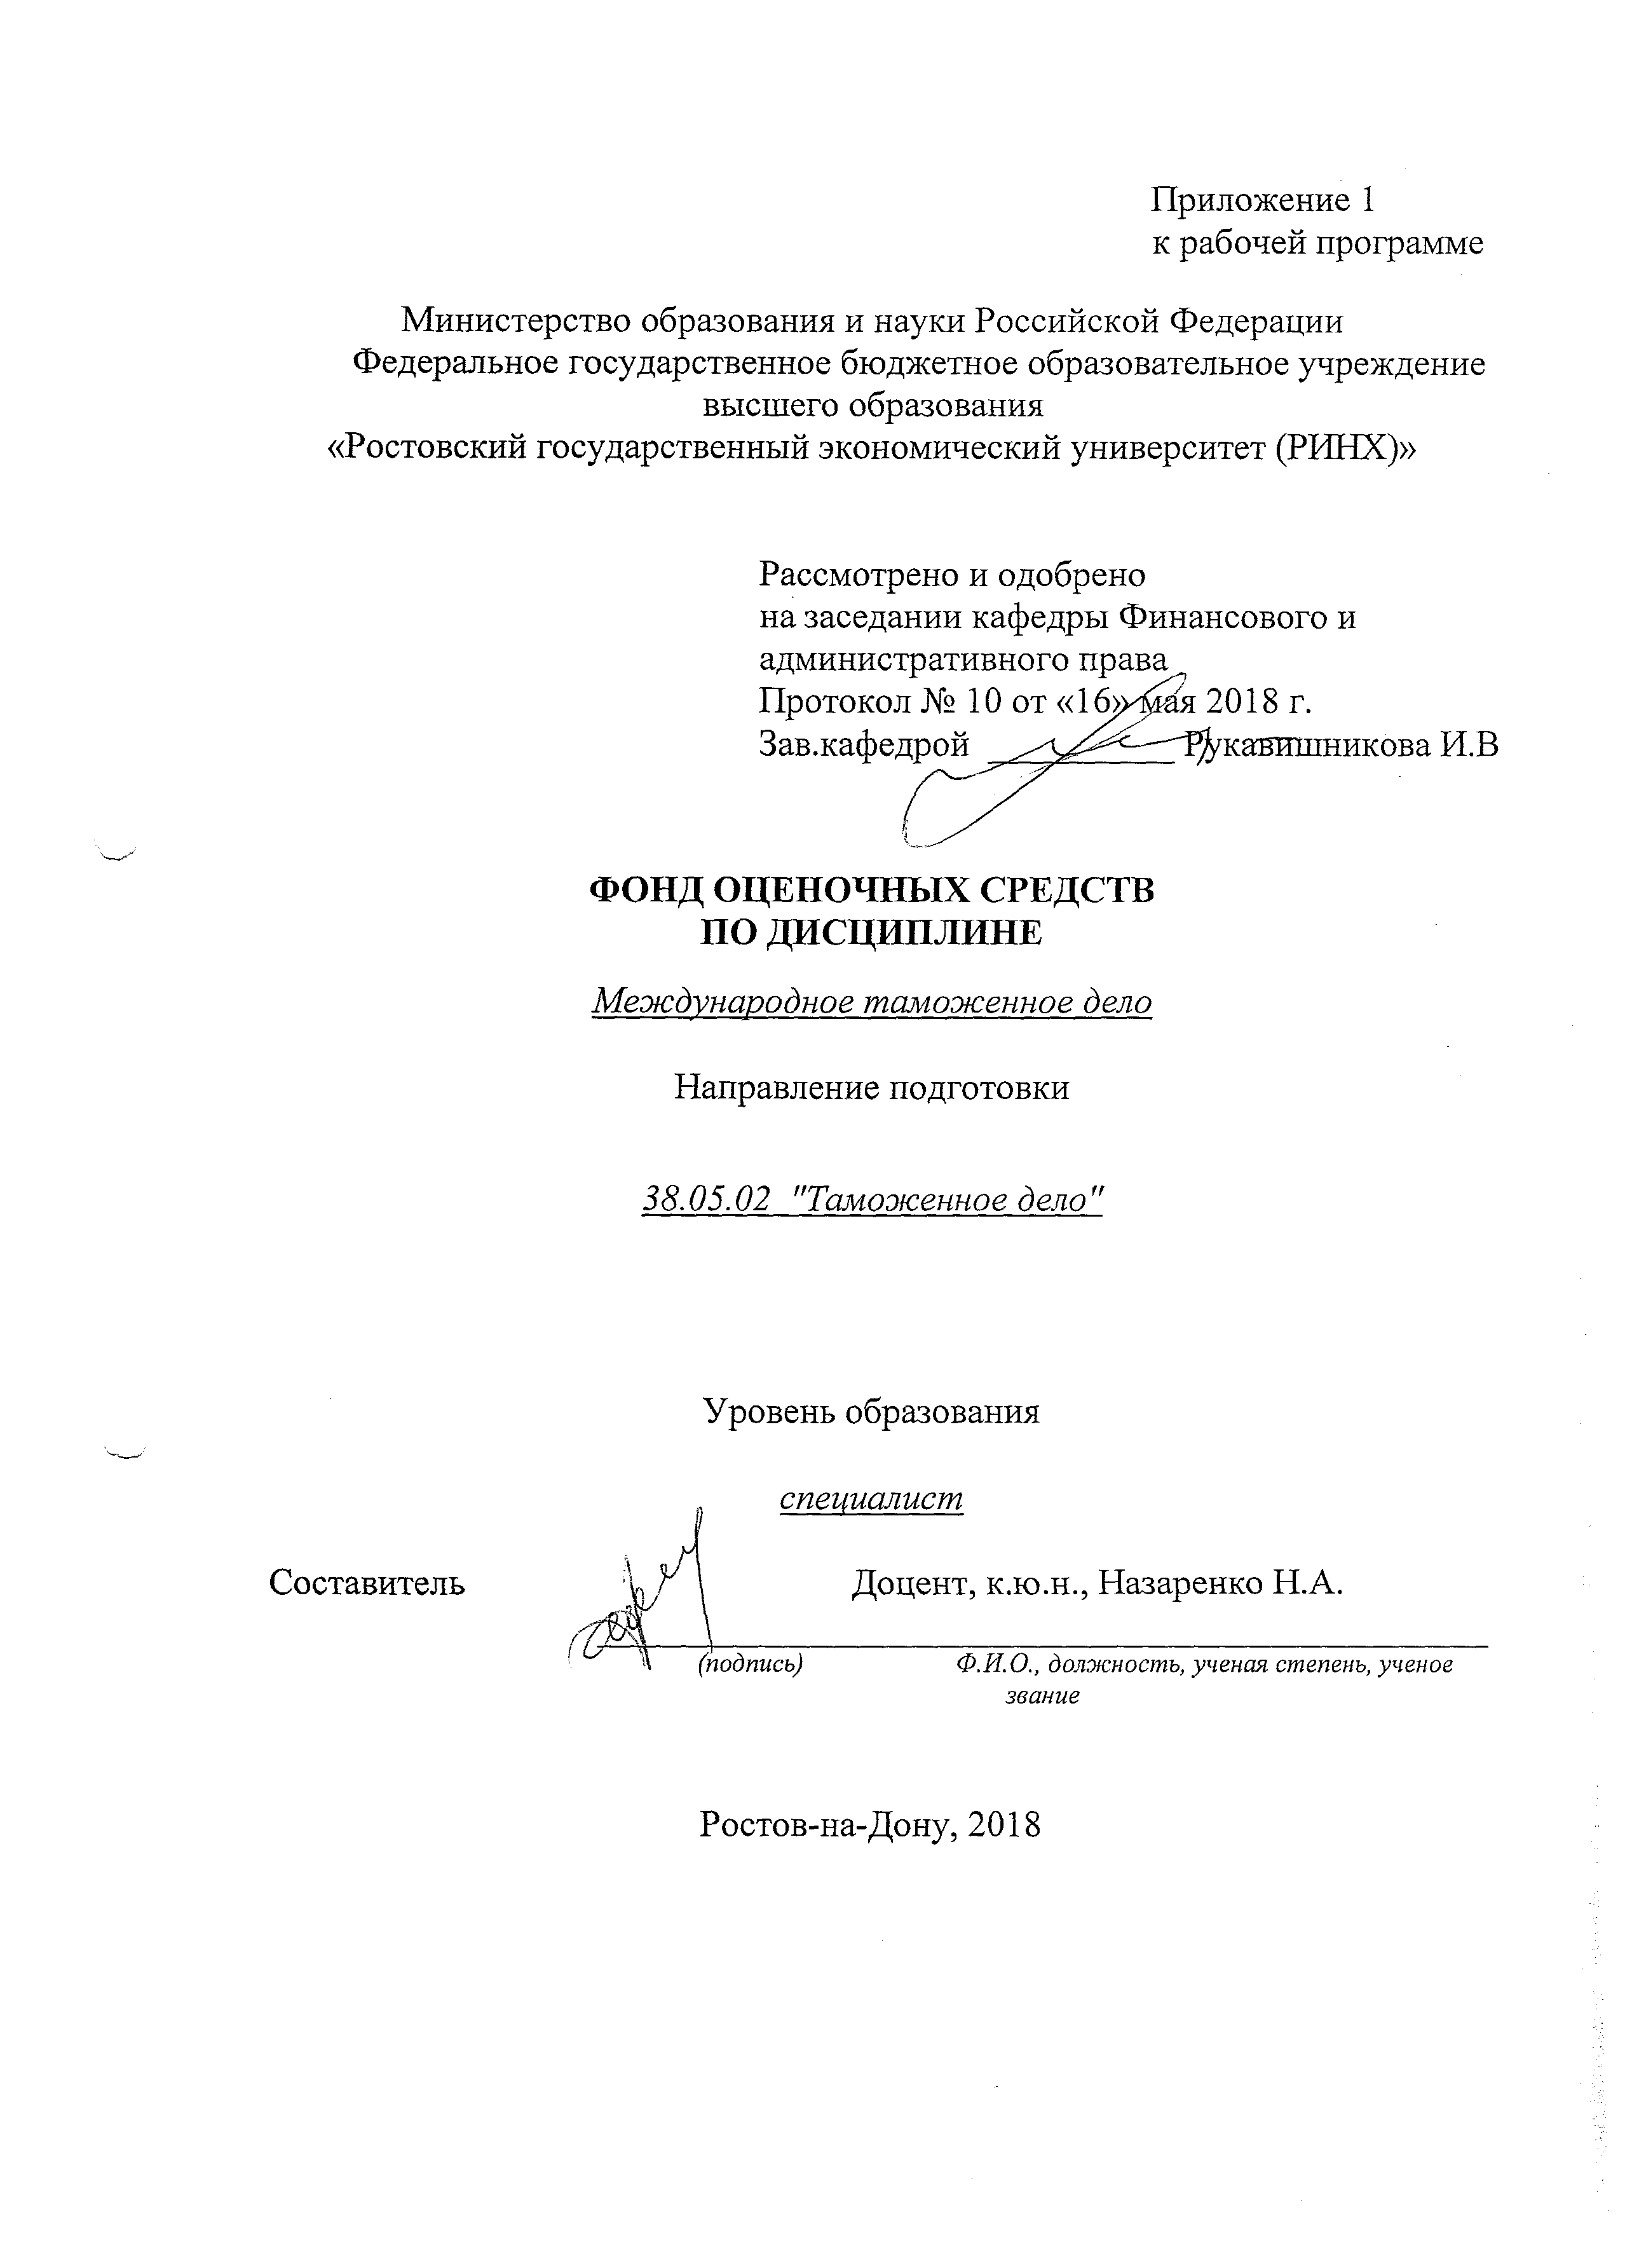 Приложение 1
к рабочей программе
Министерство образования и науки Российской Федерации
Федеральное государственное бюджетное образовательное учреждение
высшего образования
«Ростовский государственный экономический университет (РИНХ)»
Рассмотрено и одобрено
на заседании кафедры Финансового и
административного права
Протокол № 10 от «16» мая 2018 г.
Зав.кафедрой ___________ Рукавишникова И.В
ФОНД ОЦЕНОЧНЫХ СРЕДСТВ
ПО ДИСЦИПЛИНЕ
Международное таможенное дело
Направление подготовки
38.05.02 "Таможенное дело"
Уровень образования
специалист
Составитель Доцент, к.ю.н., Назаренко Н.А.
(подпись) Ф.И.О., должность, ученая степень, ученое
звание
Ростов-на-Дону, 2018